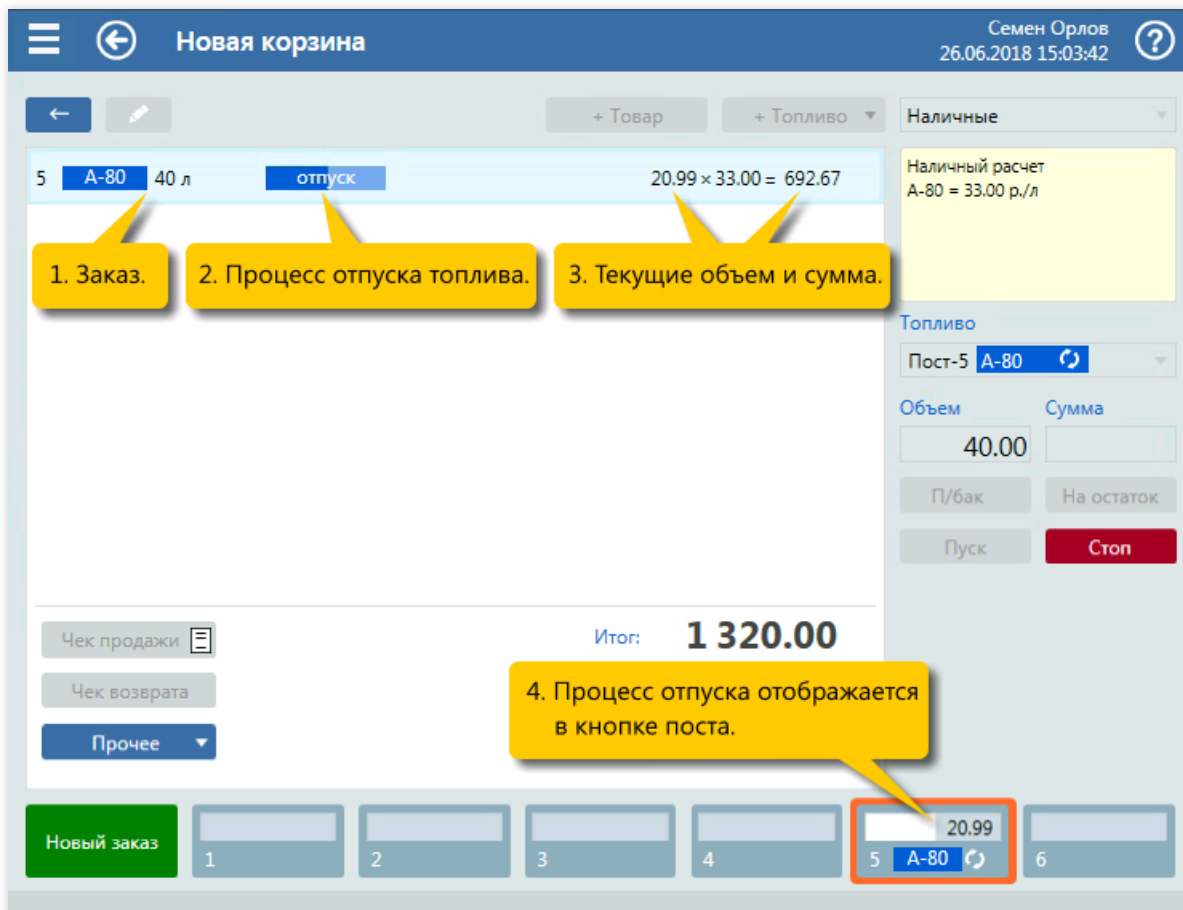 Новая корзина
Семен Орлов
26.06.2018 15:03:42
+ Товар
+ Топливо
Наличные
5 А-80 40 л отпуск 20.99 × 33.00 = 692.67
Наличный расчет
А-80 = 33.00 р./л
1. Заказ.
2. Процесс отпуска топлива.
3. Текущие объем и сумма.
Топливо
Пост-5 А-80
Объем Сумма
40.00
П/бак
На остаток
Пуск
Стоп
Чек продажи
Итог: 1 320.00
Чек возврата
4. Процесс отпуска отображается
в кнопке поста.
Прочее
Новый заказ
1
2
3
4
20.99
5 А-80
6